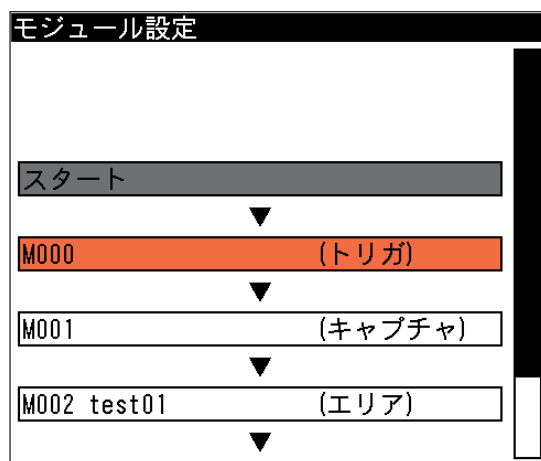 モジュール設定
スタート
▼
M000 (トリガ)
▼
M001 (キャプチャ)
▼
M002 test01 (エリア)
▼